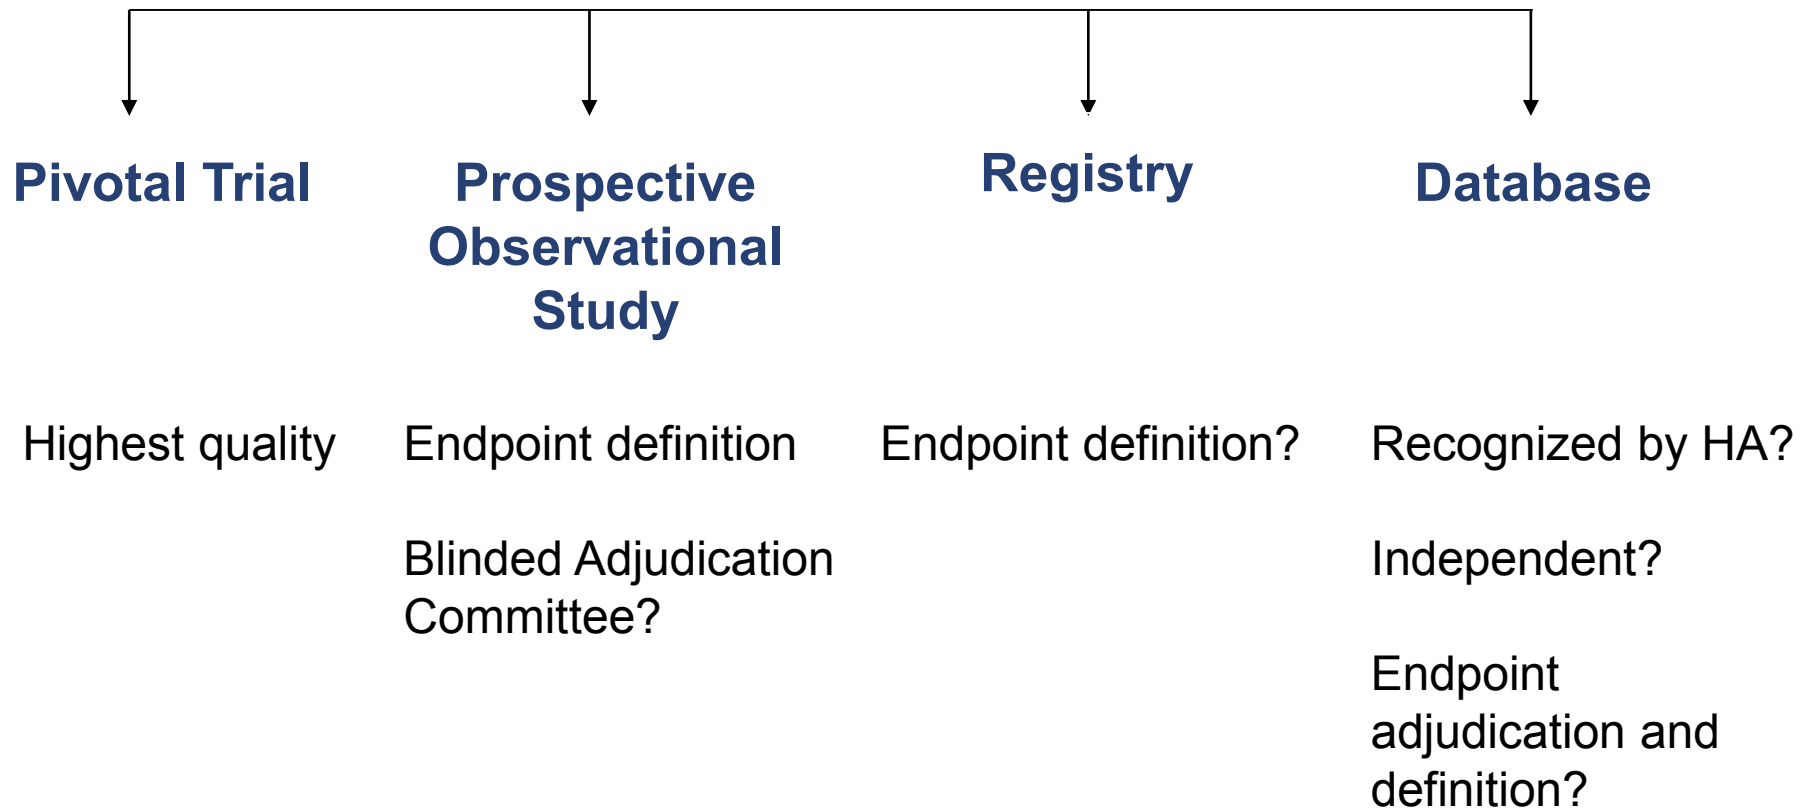 Pivotal Trial
Prospective
Observational
Study
Registry
Database
Highest quality
Endpoint definition
Blinded Adjudication
Committee?
Endpoint definition?
Recognized by HA?
Independent?
Endpoint
adjudication and
definition?